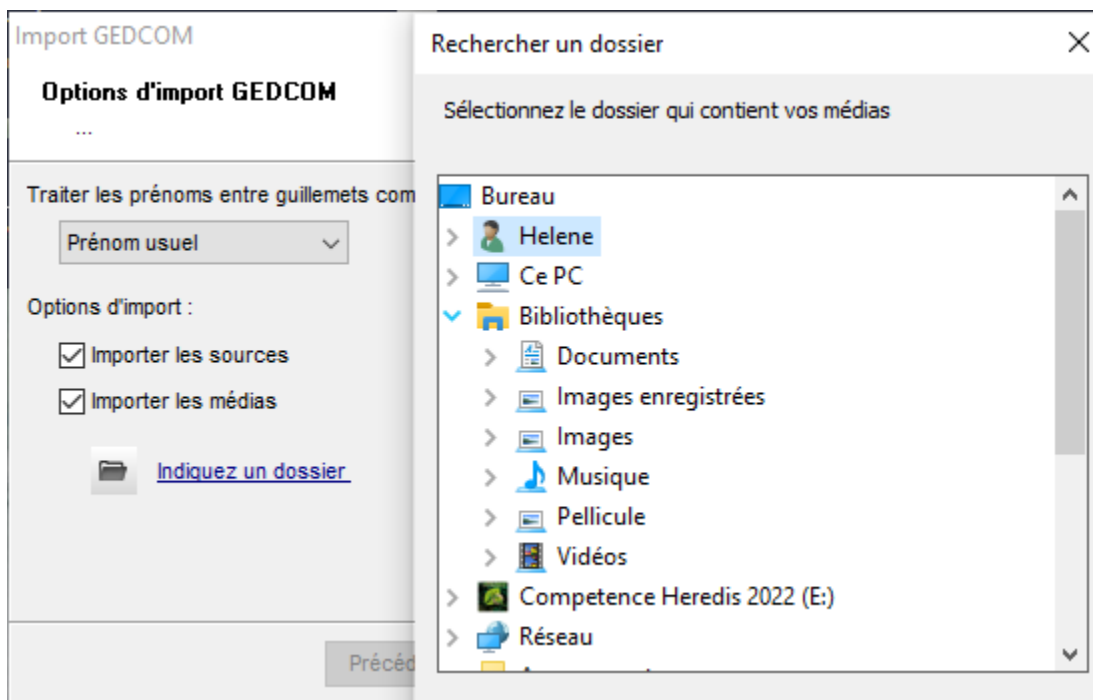 Import GEDCOM
Options d'import GEDCOM
...
Traiter les prénoms entre guillemets com
Prénom usuel
Options d'import :
Importer les sources
Importer les médias
Indiquez un dossier
Précéd
Rechercher un dossier
Sélectionnez le dossier qui contient vos médias
Bureau
Helene
Ce PC
Bibliothèques
Documents
Images enregistrées
Images
Musique
Pellicule
Vidéos
Competence Heredis 2022 (E:)
Réseau